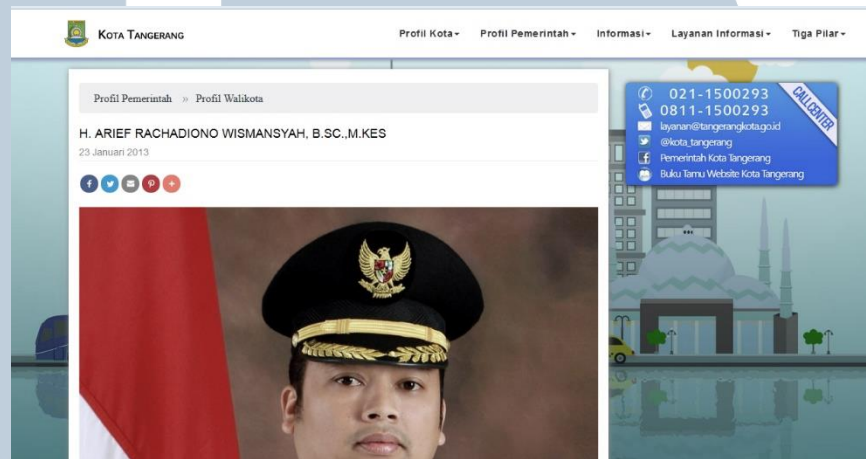 KOTA TANGERANG
Profil Kota
Profil Pemerintah
Informasi
Layanan Informasi
Tiga Pilar
Profil Pemerintah » Profil Walikota
H. ARIEF RACHADIONO WISMANSYAH, B.SC.,M.KES
23 Januari 2013
021-1500293
0811-1500293
layanan@tangerangkota.go.id
@kota_tangerang
Pemerintah Kota Tangerang
Buku Tamu Website Kota Tangerang
CALLCENTER